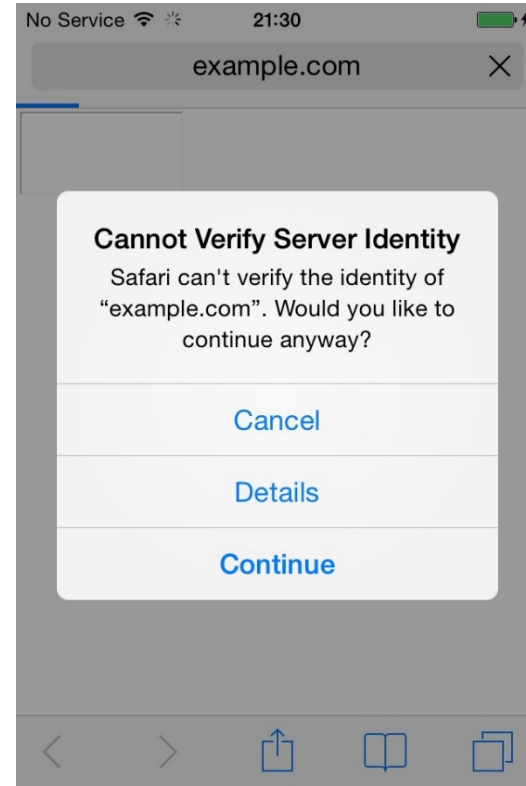 No Service 21:30
example.com
Cannot Verify Server Identity
Safari can't verify the identity of
“example.com”. Would you like to
continue anyway?
Cancel
Details
Continue